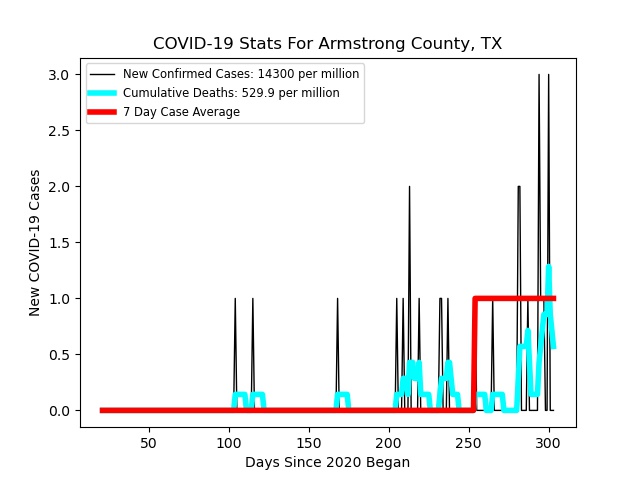 COVID-19 Stats For Armstrong County, TX
New Confirmed Cases: 14300 per million
Cumulative Deaths: 529.9 per million
7 Day Case Average
New COVID-19 Cases
3.0
2.5
2.0
1.5
1.0
0.5
0.0
50 100 150 200 250 300
Days Since 2020 Began